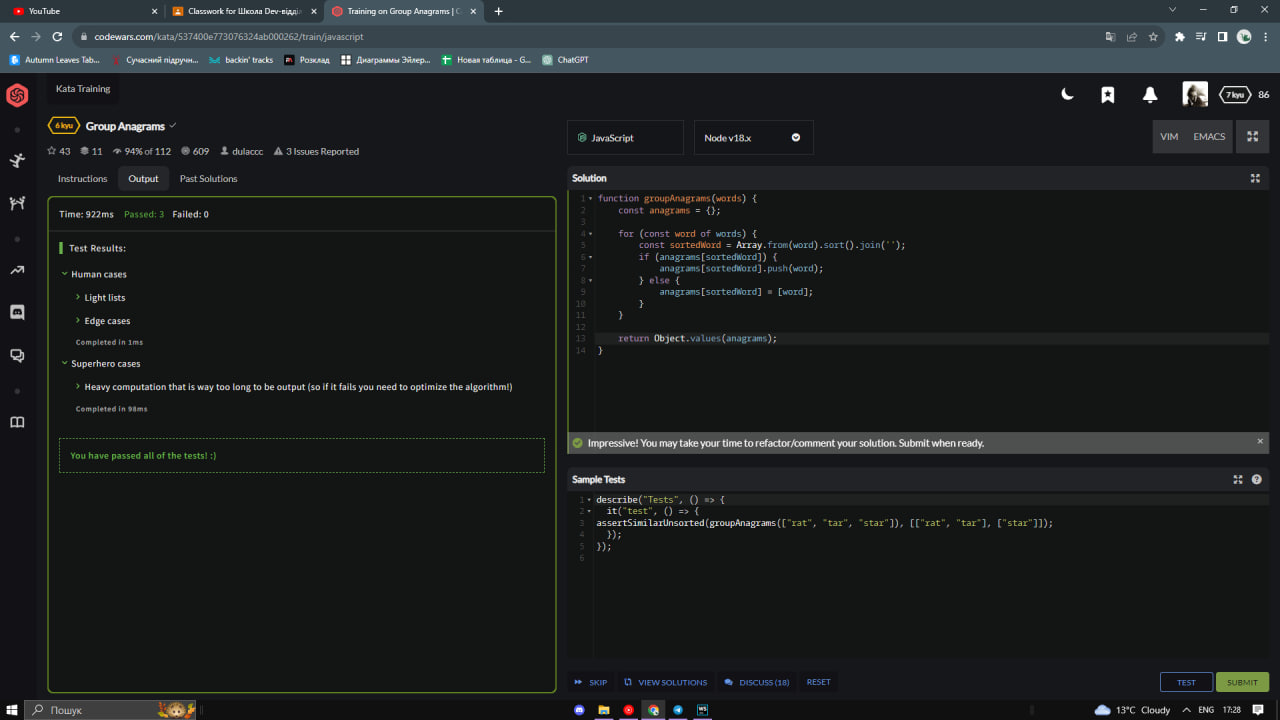 YouTube
Classwork for Школа Dev-відді
Training on Group Anagrams | C
codewars.com/kata/537400e773076324ab000262/train/javascript
Autumn Leaves Tab...
Сучасний підручн...
backin' tracks
Розклад
Диаграммы Эйлер...
Новая таблица - G...
ChatGPT
Kata Training
7 kyu
86
6 kyu
Group Anagrams
43
11
94% of 112
609
dulaccc
3 Issues Reported
JavaScript
Node v18.x
VIM
EMACS
Instructions
Output
Past Solutions
Time: 922ms Passed: 3 Failed: 0
Test Results:
Human cases
Light lists
Edge cases
Completed in 1ms
Superhero cases
Heavy computation that is way too long to be output (so if it fails you need to optimize the algorithm!)
Completed in 98ms
You have passed all of the tests! :)
Solution
1 function groupAnagrams(words) {
2 const anagrams = {};
3
4 for (const word of words) {
5 const sortedWord = Array.from(word).sort().join('');
6 if (anagrams[sortedWord]) {
7 anagrams[sortedWord].push(word);
8 } else {
9 anagrams[sortedWord] = [word];
10 }
11 }
12
13 return Object.values(anagrams);
14 }
Impressive! You may take your time to refactor/comment your solution. Submit when ready.
Sample Tests
1 describe("Tests", () => {
2 it("test", () => {
3 assertSimilarUnsorted(groupAnagrams(["rat", "tar", "star"]), [["rat", "tar"], ["star"]]);
4 });
5 });
6
SKIP
VIEW SOLUTIONS
DISCUSS (18)
RESET
TEST
SUBMIT
Пошук
WS
13°C Cloudy
ENG
17:28